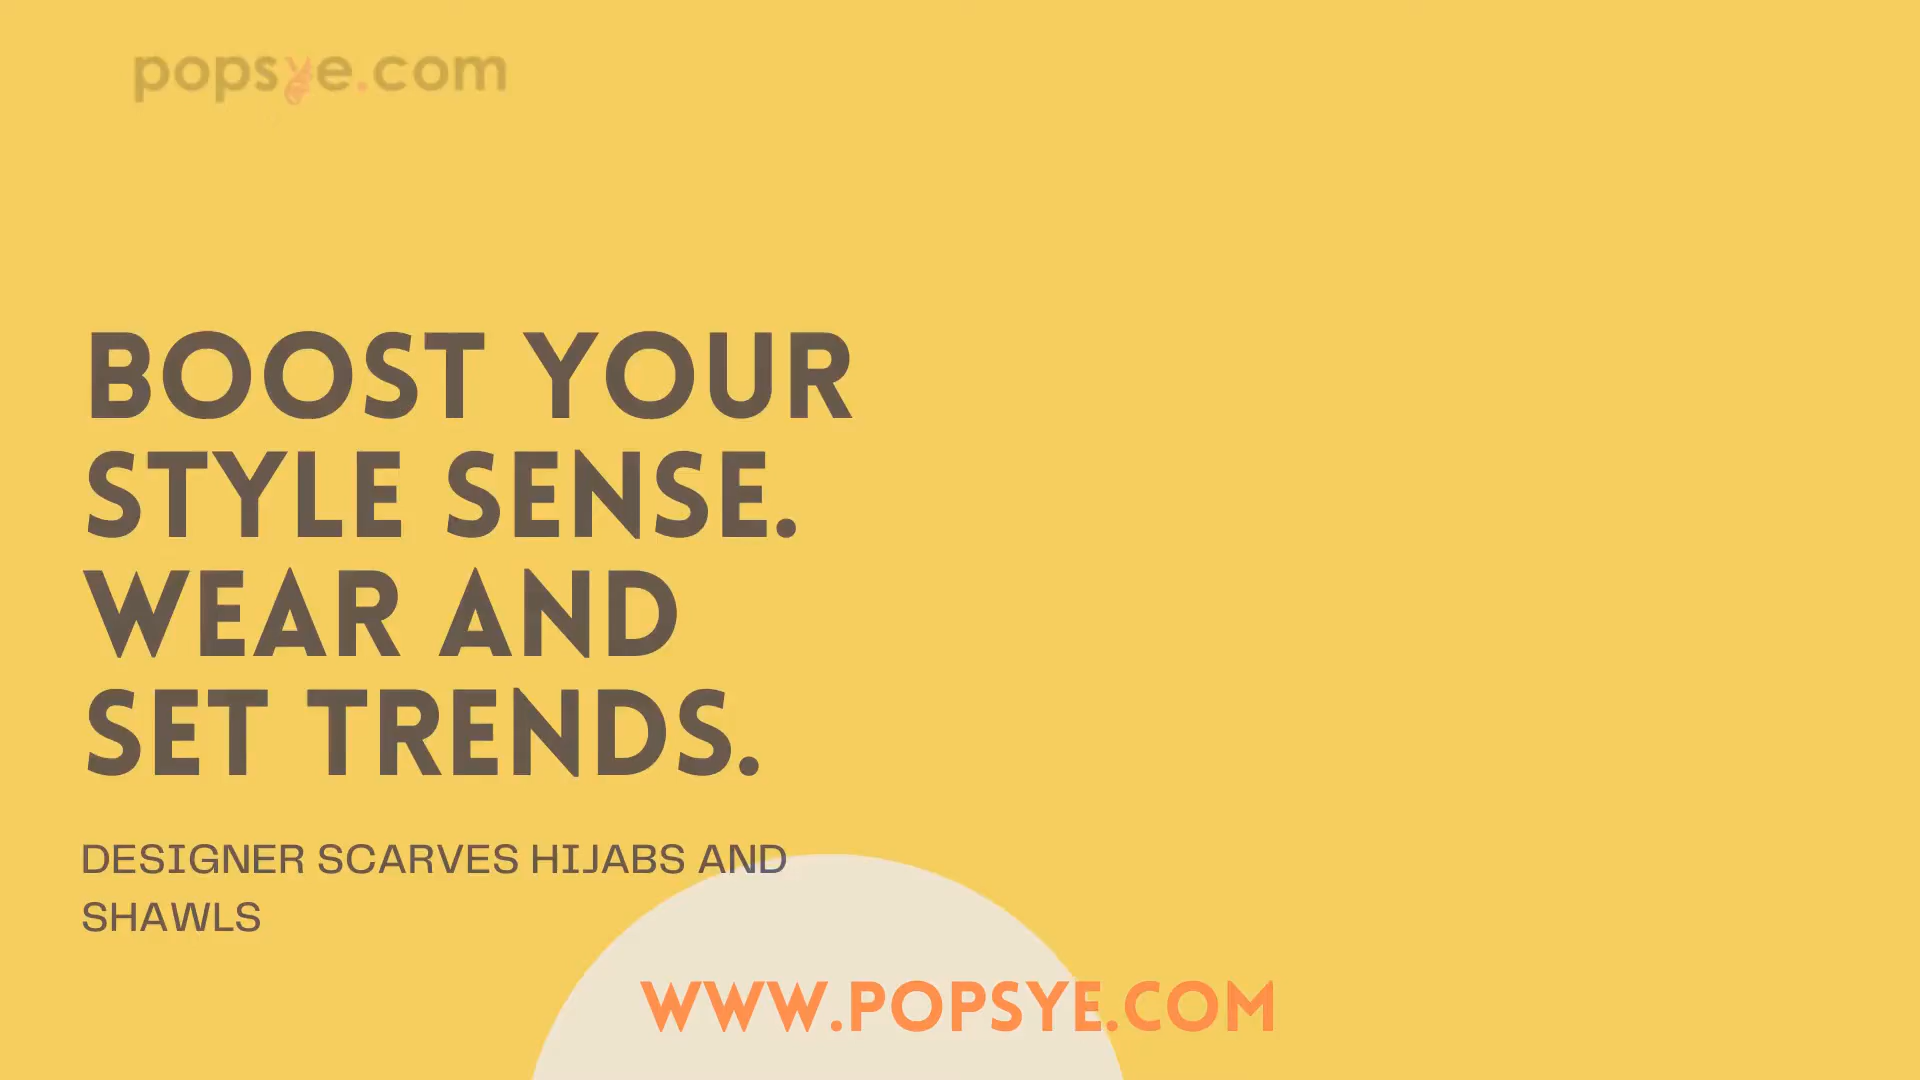 popsye.com
BOOST YOUR
STYLE SENSE.
WEAR AND
SET TRENDS.
DESIGNER SCARVES HIJABS AND
SHAWLS
WWW.POPSYE.COM